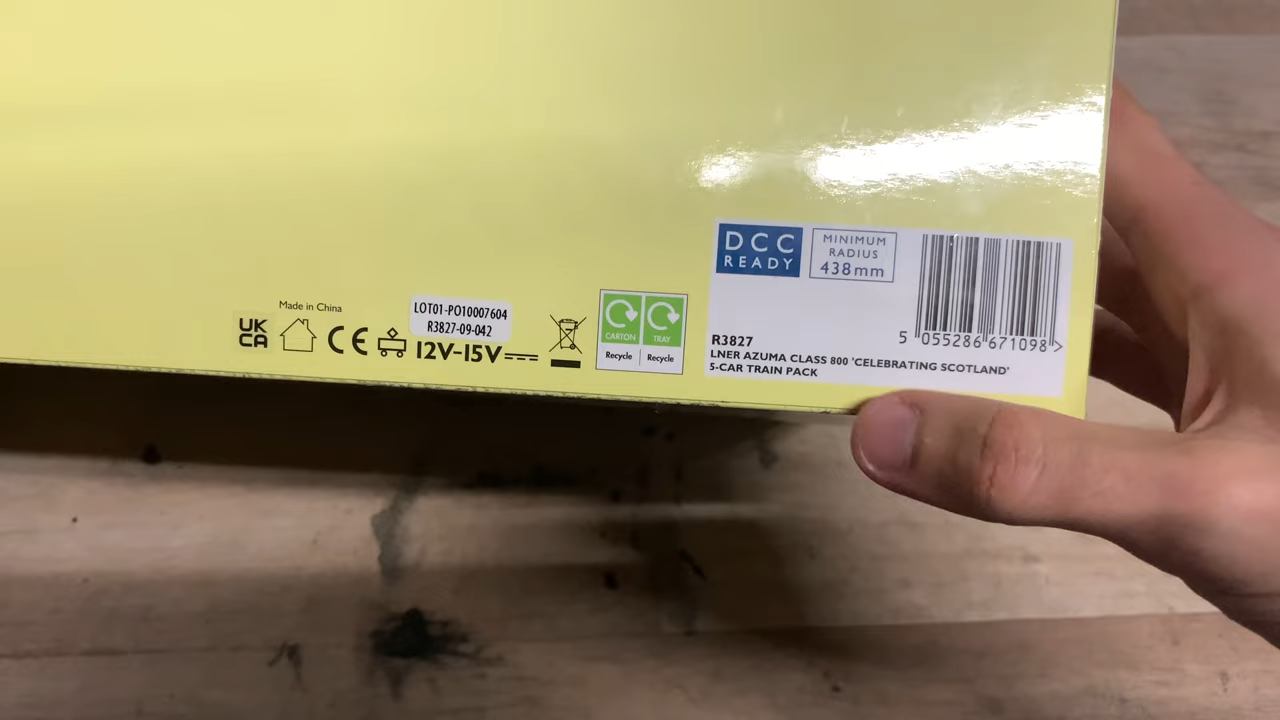 DCC
READY
MINIMUM
RADIUS
438mm
5 055286 671098 >
R3827
LNER AZUMA CLASS 800 'CELEBRATING SCOTLAND'
5-CAR TRAIN PACK
Made in China
UK
CA
CE
LOT01-PO10007604
R3827-09-042
12V-15V
CARTON
TRAY
Recycle
Recycle